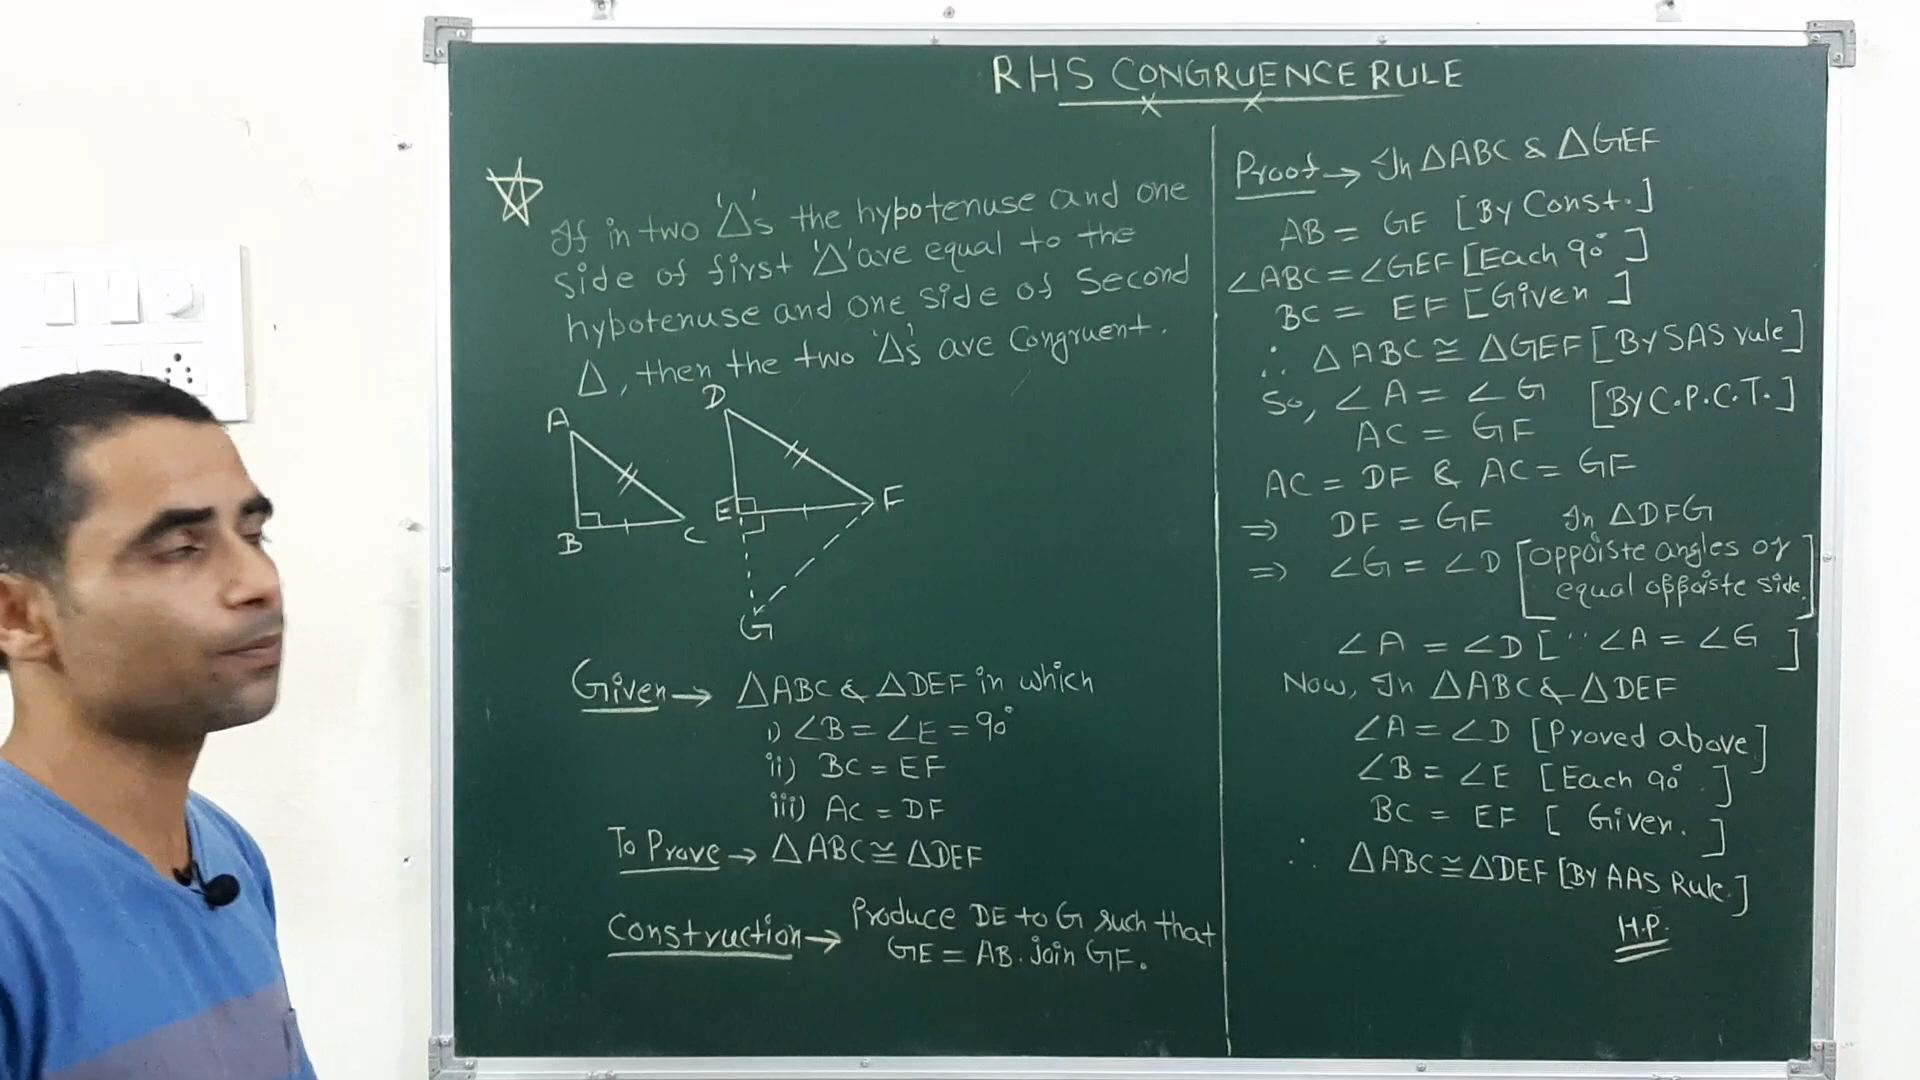 RHS CONGRUENCE RULE
If in two 'Δ's the hypotenuse and one
side of first 'Δ' are equal to the
hypotenuse and one side of Second
Δ, then the two 'Δ's are Congruent.
A
B
C
D
E
F
G
Given → ΔABC & ΔDEF in which
i) ∠B = ∠E = 90°
ii) BC = EF
iii) AC = DF
To Prove → ΔABC ≅ ΔDEF
Construction → Produce DE to G such that
GE = AB. join GF.
Proof → In ΔABC & ΔGEF
AB = GE [By Const.]
∠ABC = ∠GEF [Each 90°]
BC = EF [Given]
∴ ΔABC ≅ ΔGEF [By SAS rule]
So, ∠A = ∠G [By C.P.C.T.]
AC = GF
AC = DF & AC = GF
⇒ DF = GF In ΔDFG
⇒ ∠G = ∠D [oppoiste angles of
equal oppoiste side.]
∠A = ∠D [∵ ∠A = ∠G]
Now, In ΔABC & ΔDEF
∠A = ∠D [Proved above]
∠B = ∠E [Each 90°.]
BC = EF [Given.]
∴ ΔABC ≅ ΔDEF [By AAS Rule.]
H.P.